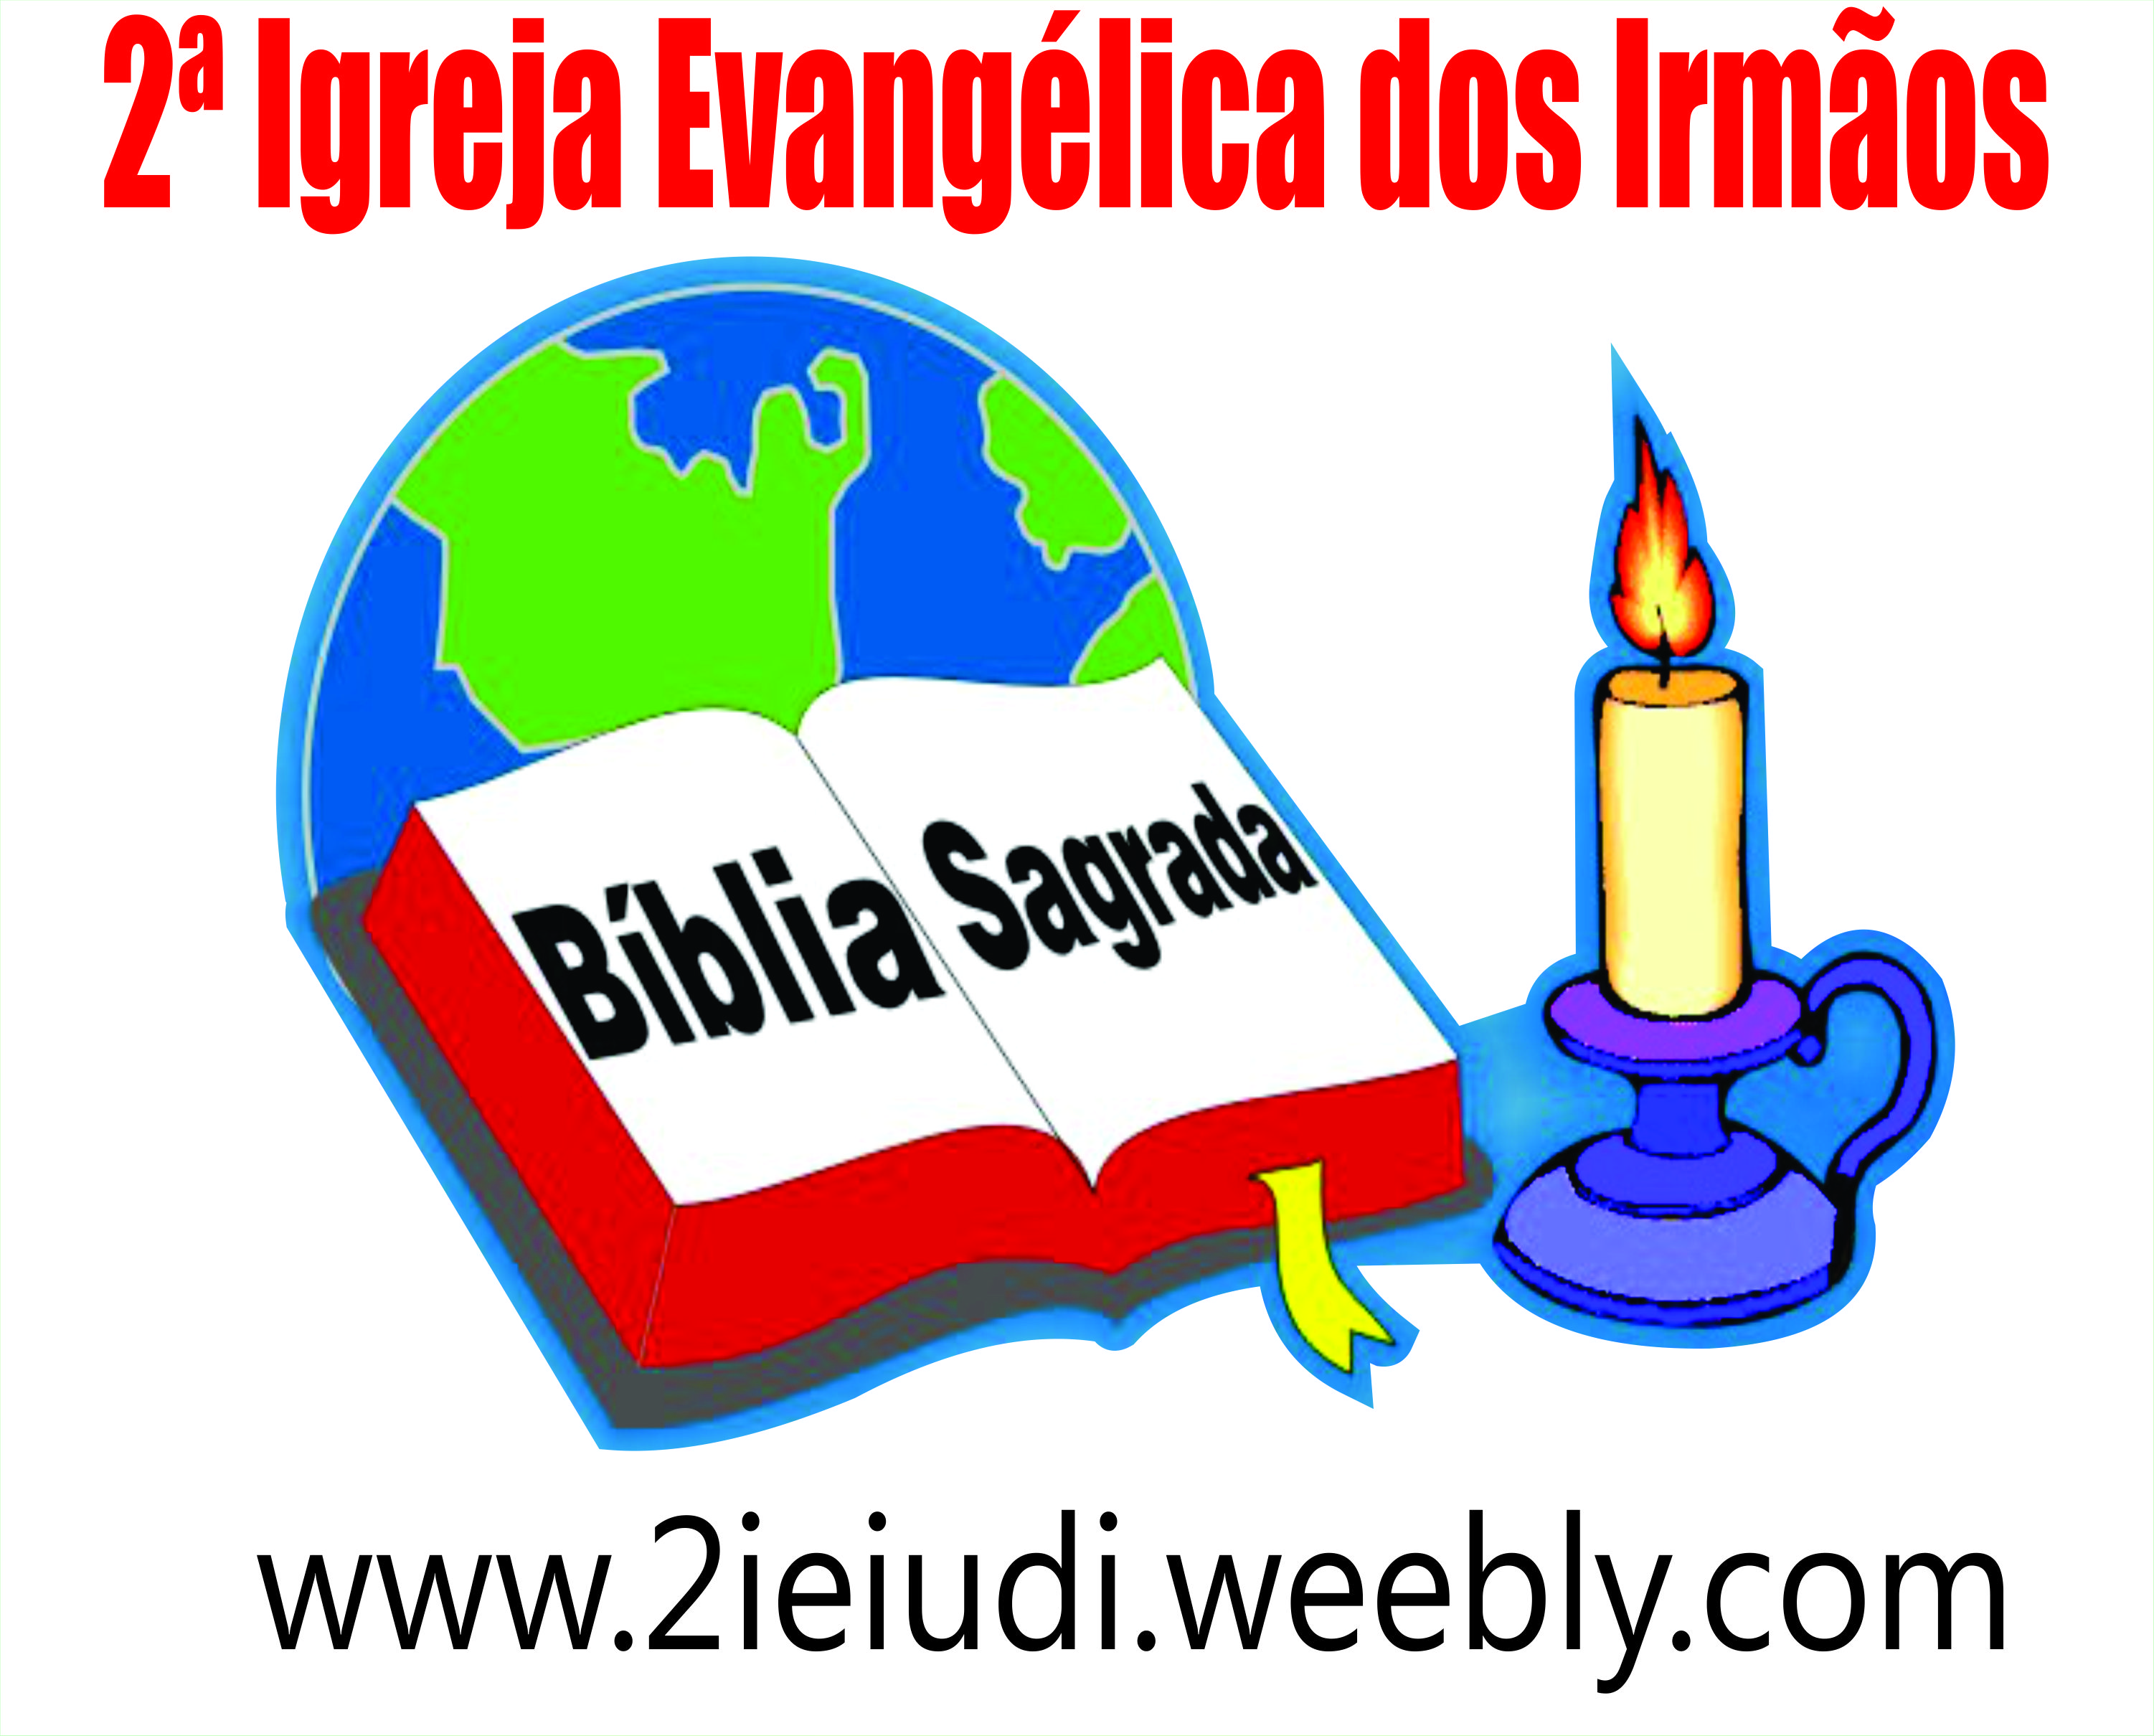 2ª Igreja Evangélica dos Irmãos
Bíblia Sagrada
www.2ieiudi.weebly.com